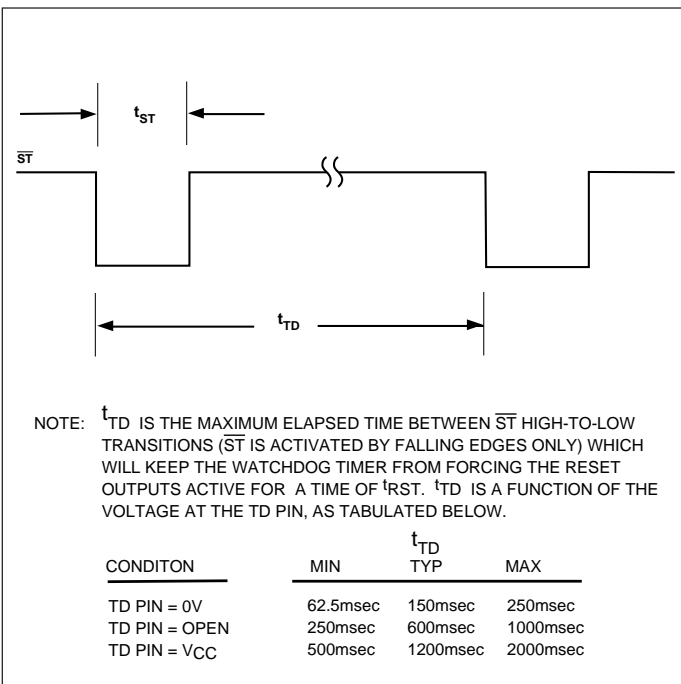 tST
S̅T̅
tTD
NOTE: tTD IS THE MAXIMUM ELAPSED TIME BETWEEN S̅T̅ HIGH-TO-LOW
TRANSITIONS (S̅T̅ IS ACTIVATED BY FALLING EDGES ONLY) WHICH
WILL KEEP THE WATCHDOG TIMER FROM FORCING THE RESET
OUTPUTS ACTIVE FOR A TIME OF tRST. tTD IS A FUNCTION OF THE
VOLTAGE AT THE TD PIN, AS TABULATED BELOW.
tTD
CONDITON MIN TYP MAX
TD PIN = 0V 62.5msec 150msec 250msec
TD PIN = OPEN 250msec 600msec 1000msec
TD PIN = VCC 500msec 1200msec 2000msec